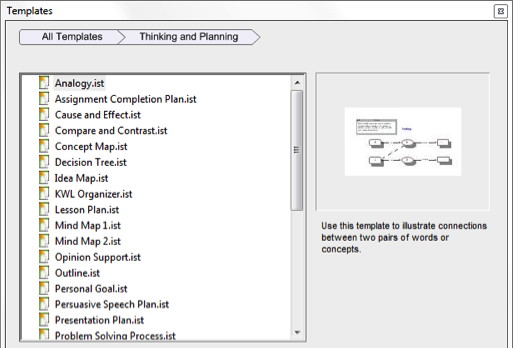 Templates
All Templates
Thinking and Planning
Analogy.ist
Assignment Completion Plan.ist
Cause and Effect.ist
Compare and Contrast.ist
Concept Map.ist
Decision Tree.ist
Idea Map.ist
KWL Organizer.ist
Lesson Plan.ist
Mind Map 1.ist
Mind Map 2.ist
Opinion Support.ist
Outline.ist
Personal Goal.ist
Persuasive Speech Plan.ist
Presentation Plan.ist
Problem Solving Process.ist
Use this template to illustrate connections
between two pairs of words or
concepts.